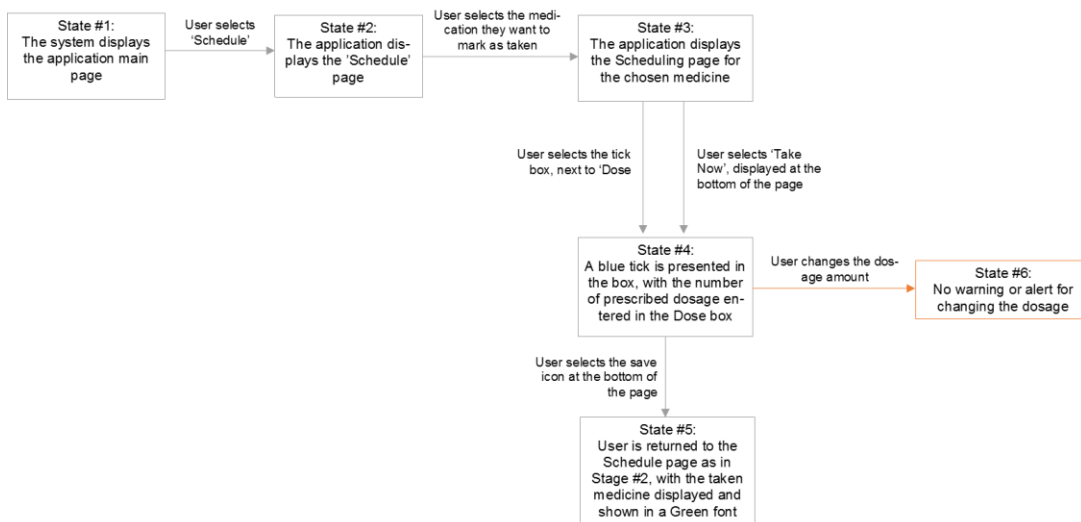 State #1:
The system displays
the application main
page
User selects
‘Schedule’
State #2:
The application dis-
plays the ’Schedule’
page
User selects the medi-
cation they want to
mark as taken
State #3:
The application displays
the Scheduling page for
the chosen medicine
User selects the tick
box, next to ‘Dose
User selects ‘Take
Now’, displayed at the
bottom of the page
State #4:
A blue tick is presented in
the box, with the number
of prescribed dosage en-
tered in the Dose box
User changes the dos-
age amount
State #6:
No warning or alert for
changing the dosage
User selects the save
icon at the bottom of
the page
State #5:
User is returned to the
Schedule page as in
Stage #2, with the taken
medicine displayed and
shown in a Green font